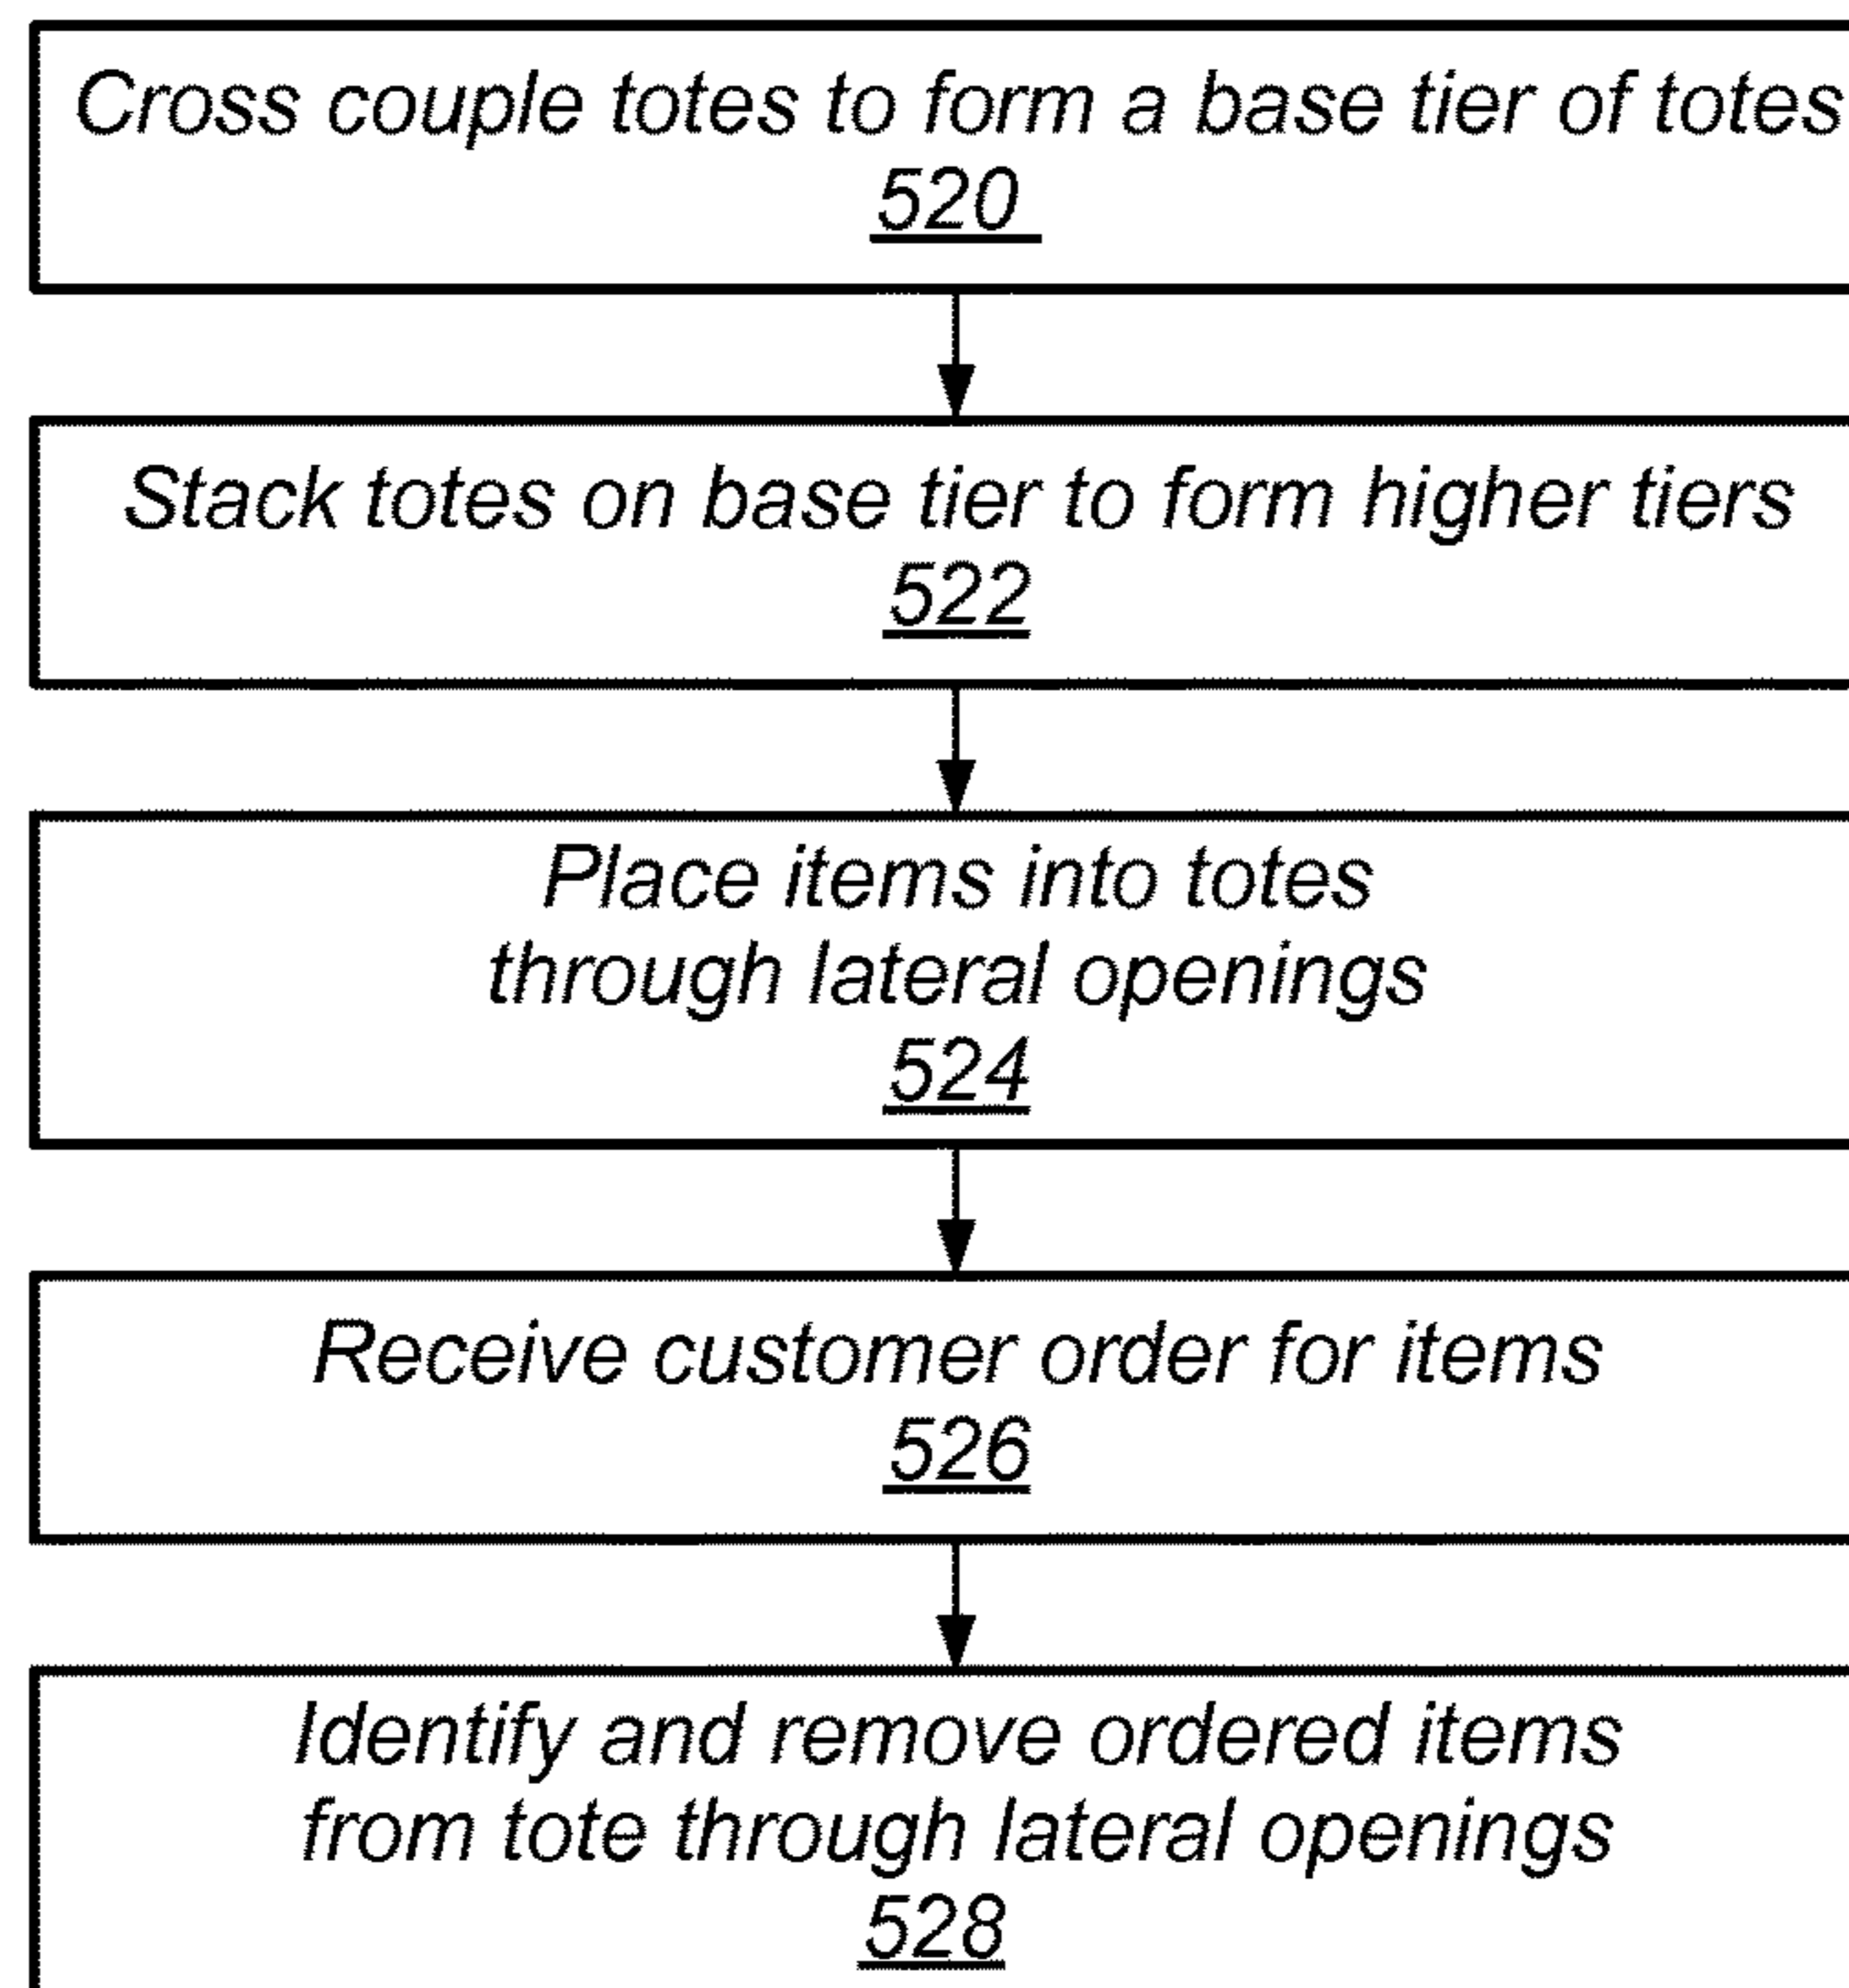 Cross couple totes to form a base tier of totes
520
Stack totes on base tier to form higher tiers
522
Place items into totes
through lateral openings
524
Receive customer order for items
526
Identify and remove ordered items
from tote through lateral openings
528